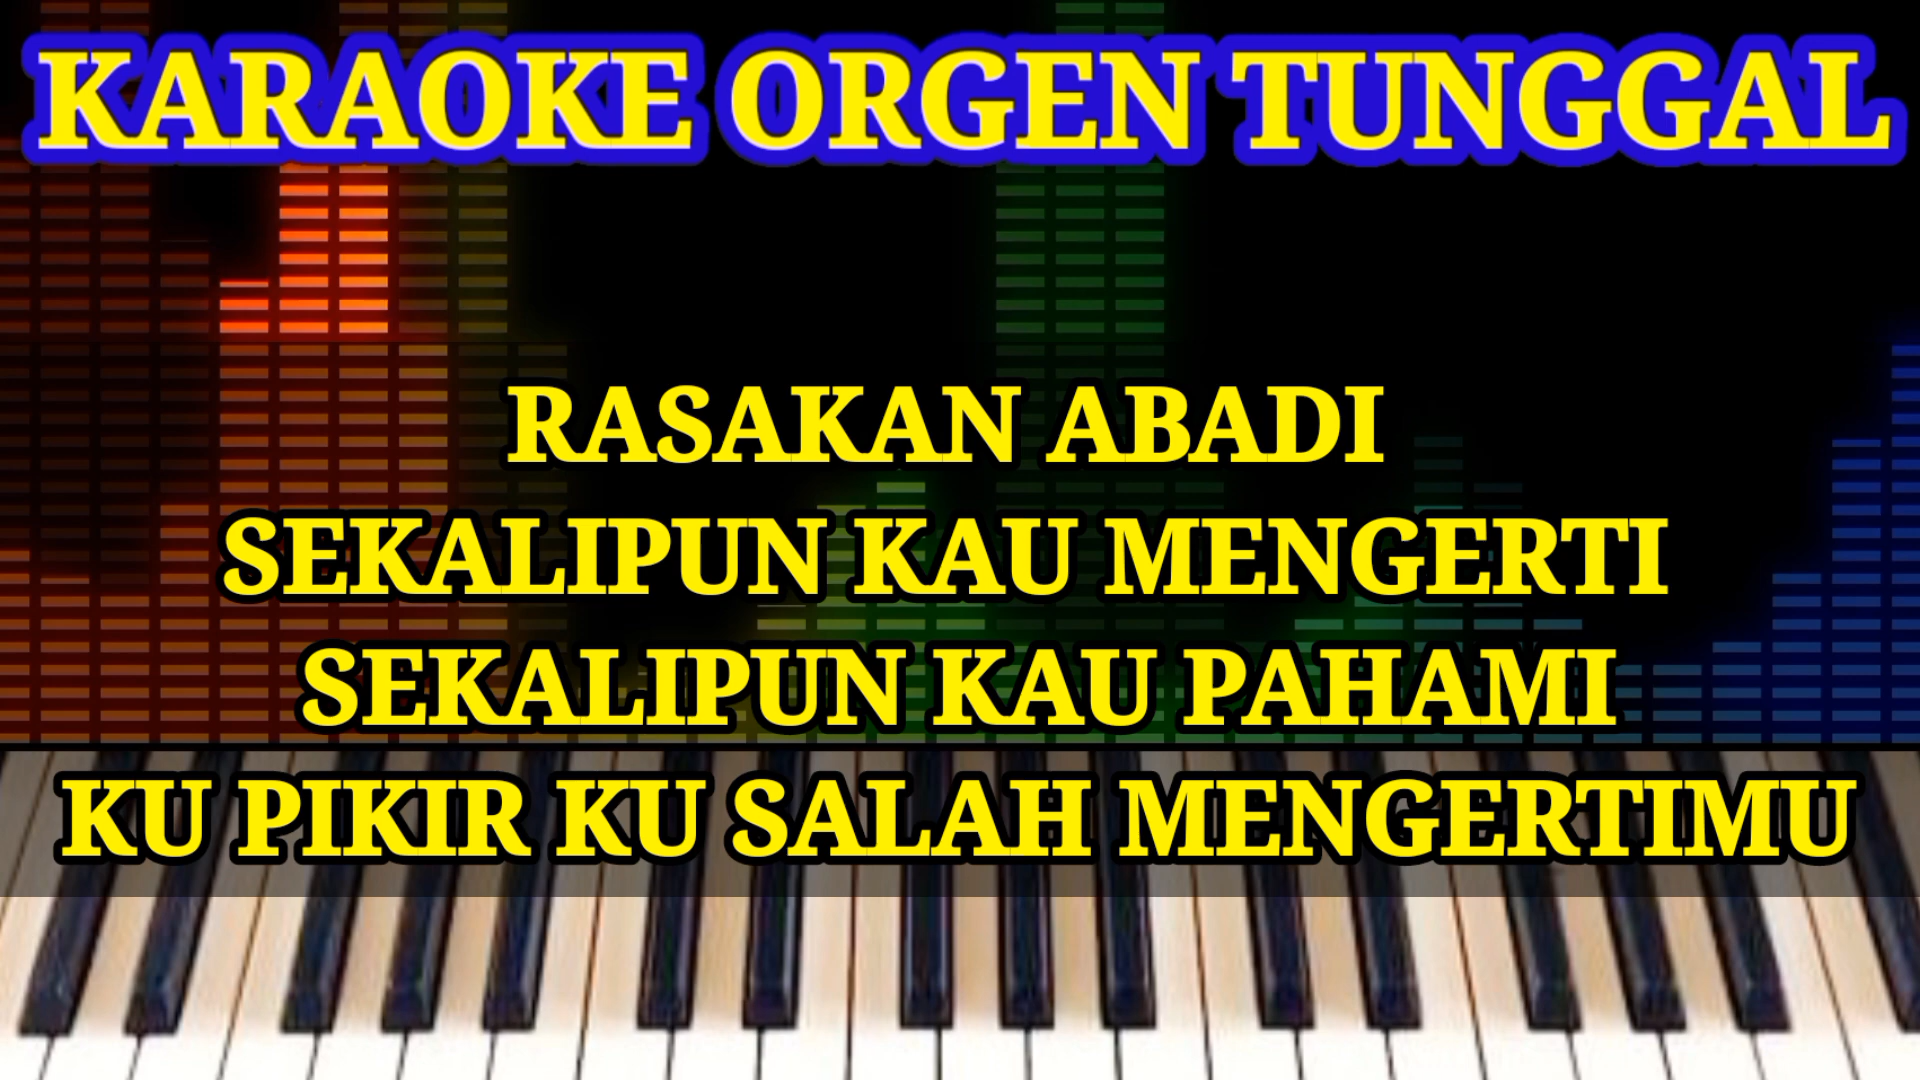 KARAOKE ORGEN TUNGGAL
RASAKAN ABADI
SEKALIPUN KAU MENGERTI
SEKALIPUN KAU PAHAMI
KU PIKIR KU SALAH MENGERTIMU